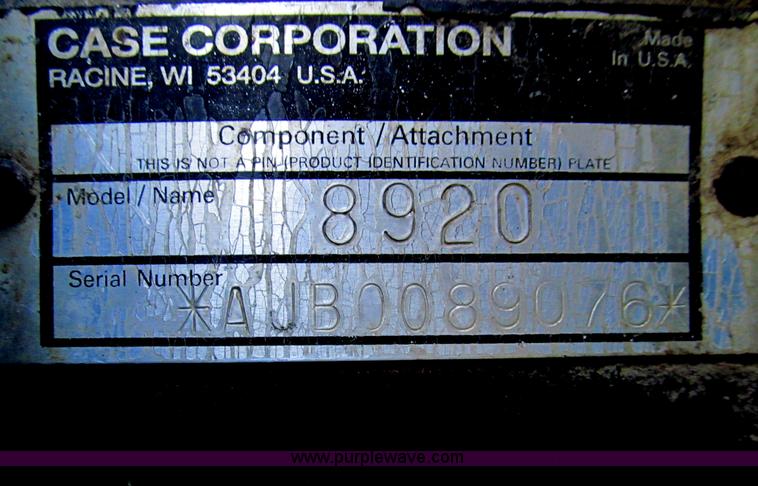 CASE CORPORATION
RACINE, WI 53404 U.S.A.
Made
In U.S.A.
Component / Attachment
THIS IS NOT A PIN (PRODUCT IDENTIFICATION NUMBER) PLATE
Model / Name 8920
Serial Number *AJB0089076*
www.purplewave.com